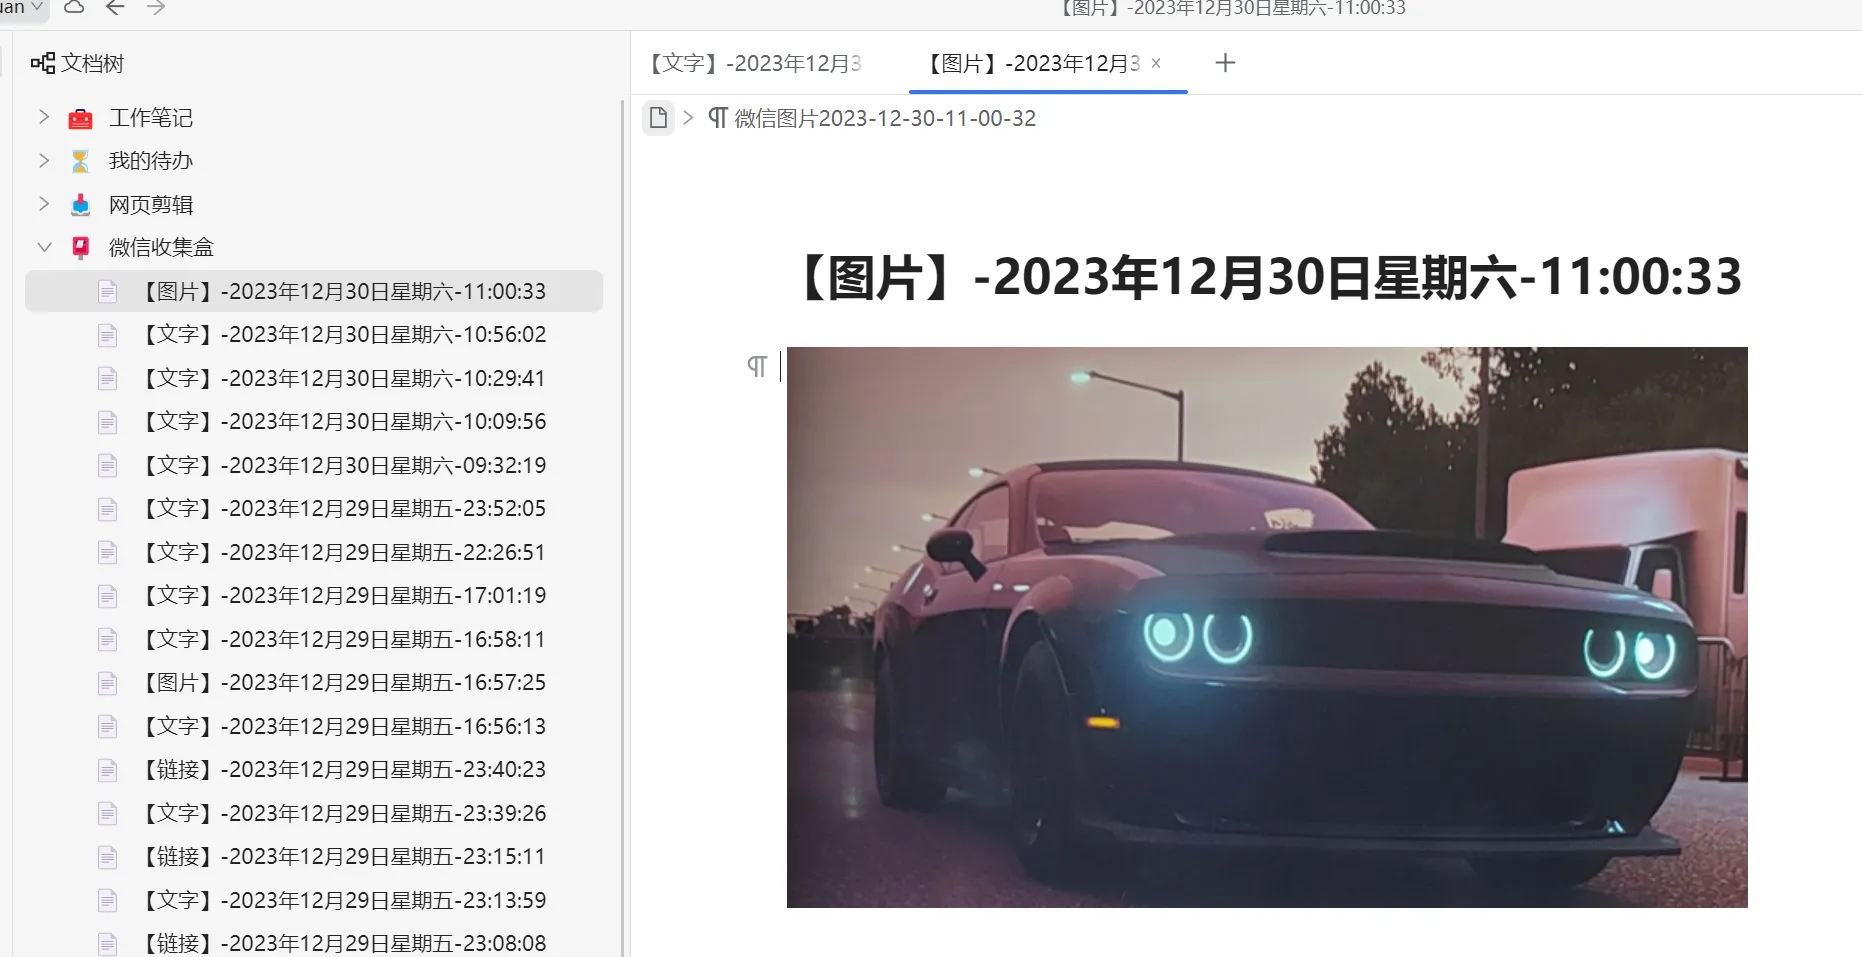 uan
【图片】-2023年12月30日星期六-11:00:33
文档树
工作笔记
我的待办
网页剪辑
微信收集盒
【图片】-2023年12月30日星期六-11:00:33
【文字】-2023年12月30日星期六-10:56:02
【文字】-2023年12月30日星期六-10:29:41
【文字】-2023年12月30日星期六-10:09:56
【文字】-2023年12月30日星期六-09:32:19
【文字】-2023年12月29日星期五-23:52:05
【文字】-2023年12月29日星期五-22:26:51
【文字】-2023年12月29日星期五-17:01:19
【文字】-2023年12月29日星期五-16:58:11
【图片】-2023年12月29日星期五-16:57:25
【文字】-2023年12月29日星期五-16:56:13
【链接】-2023年12月29日星期五-23:40:23
【文字】-2023年12月29日星期五-23:39:26
【链接】-2023年12月29日星期五-23:15:11
【文字】-2023年12月29日星期五-23:13:59
【链接】-2023年12月29日星期五-23:08:08
【文字】-2023年12月3
【图片】-2023年12月3
微信图片2023-12-30-11-00-32
【图片】-2023年12月30日星期六-11:00:33